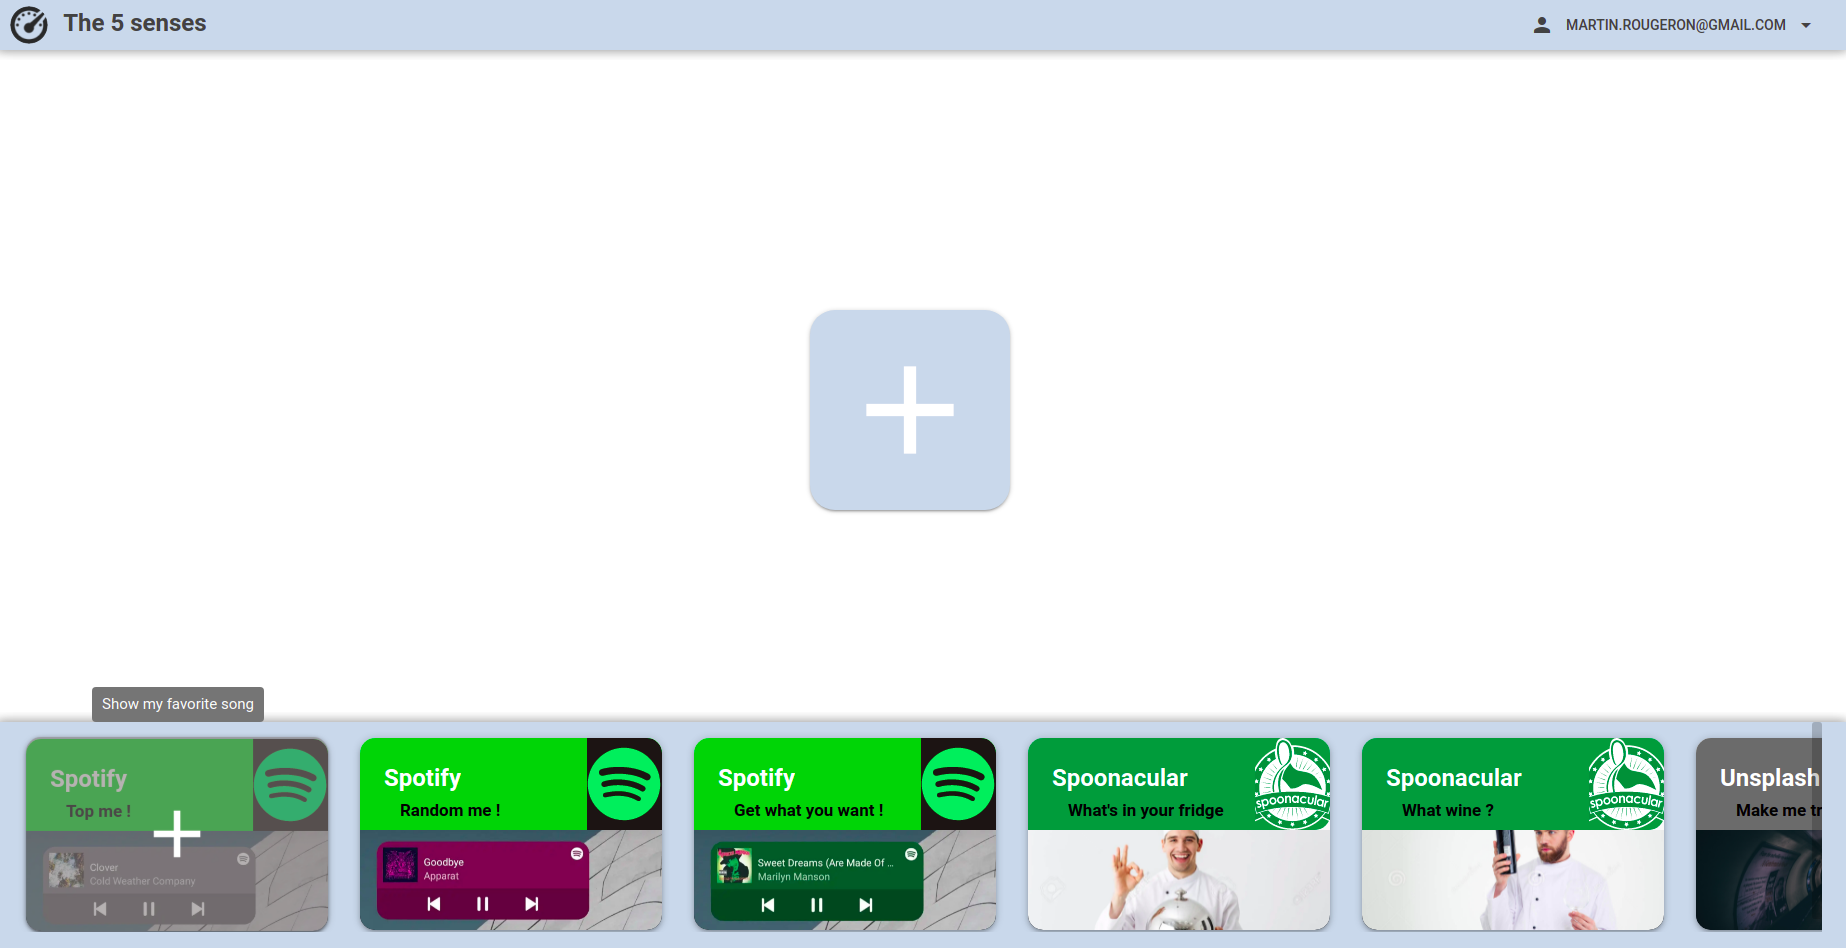 The 5 senses
MARTIN.ROUGERON@GMAIL.COM
Show my favorite song
Spotify
Top me !
Clover
Cold Weather Company
Spotify
Random me !
Goodbye
Apparat
Spotify
Get what you want !
Sweet Dreams (Are Made Of ...
Marilyn Manson
Spoonacular
What's in your fridge
spoonacular
Spoonacular
What wine ?
spoonacular
Unsplash
Make me tr